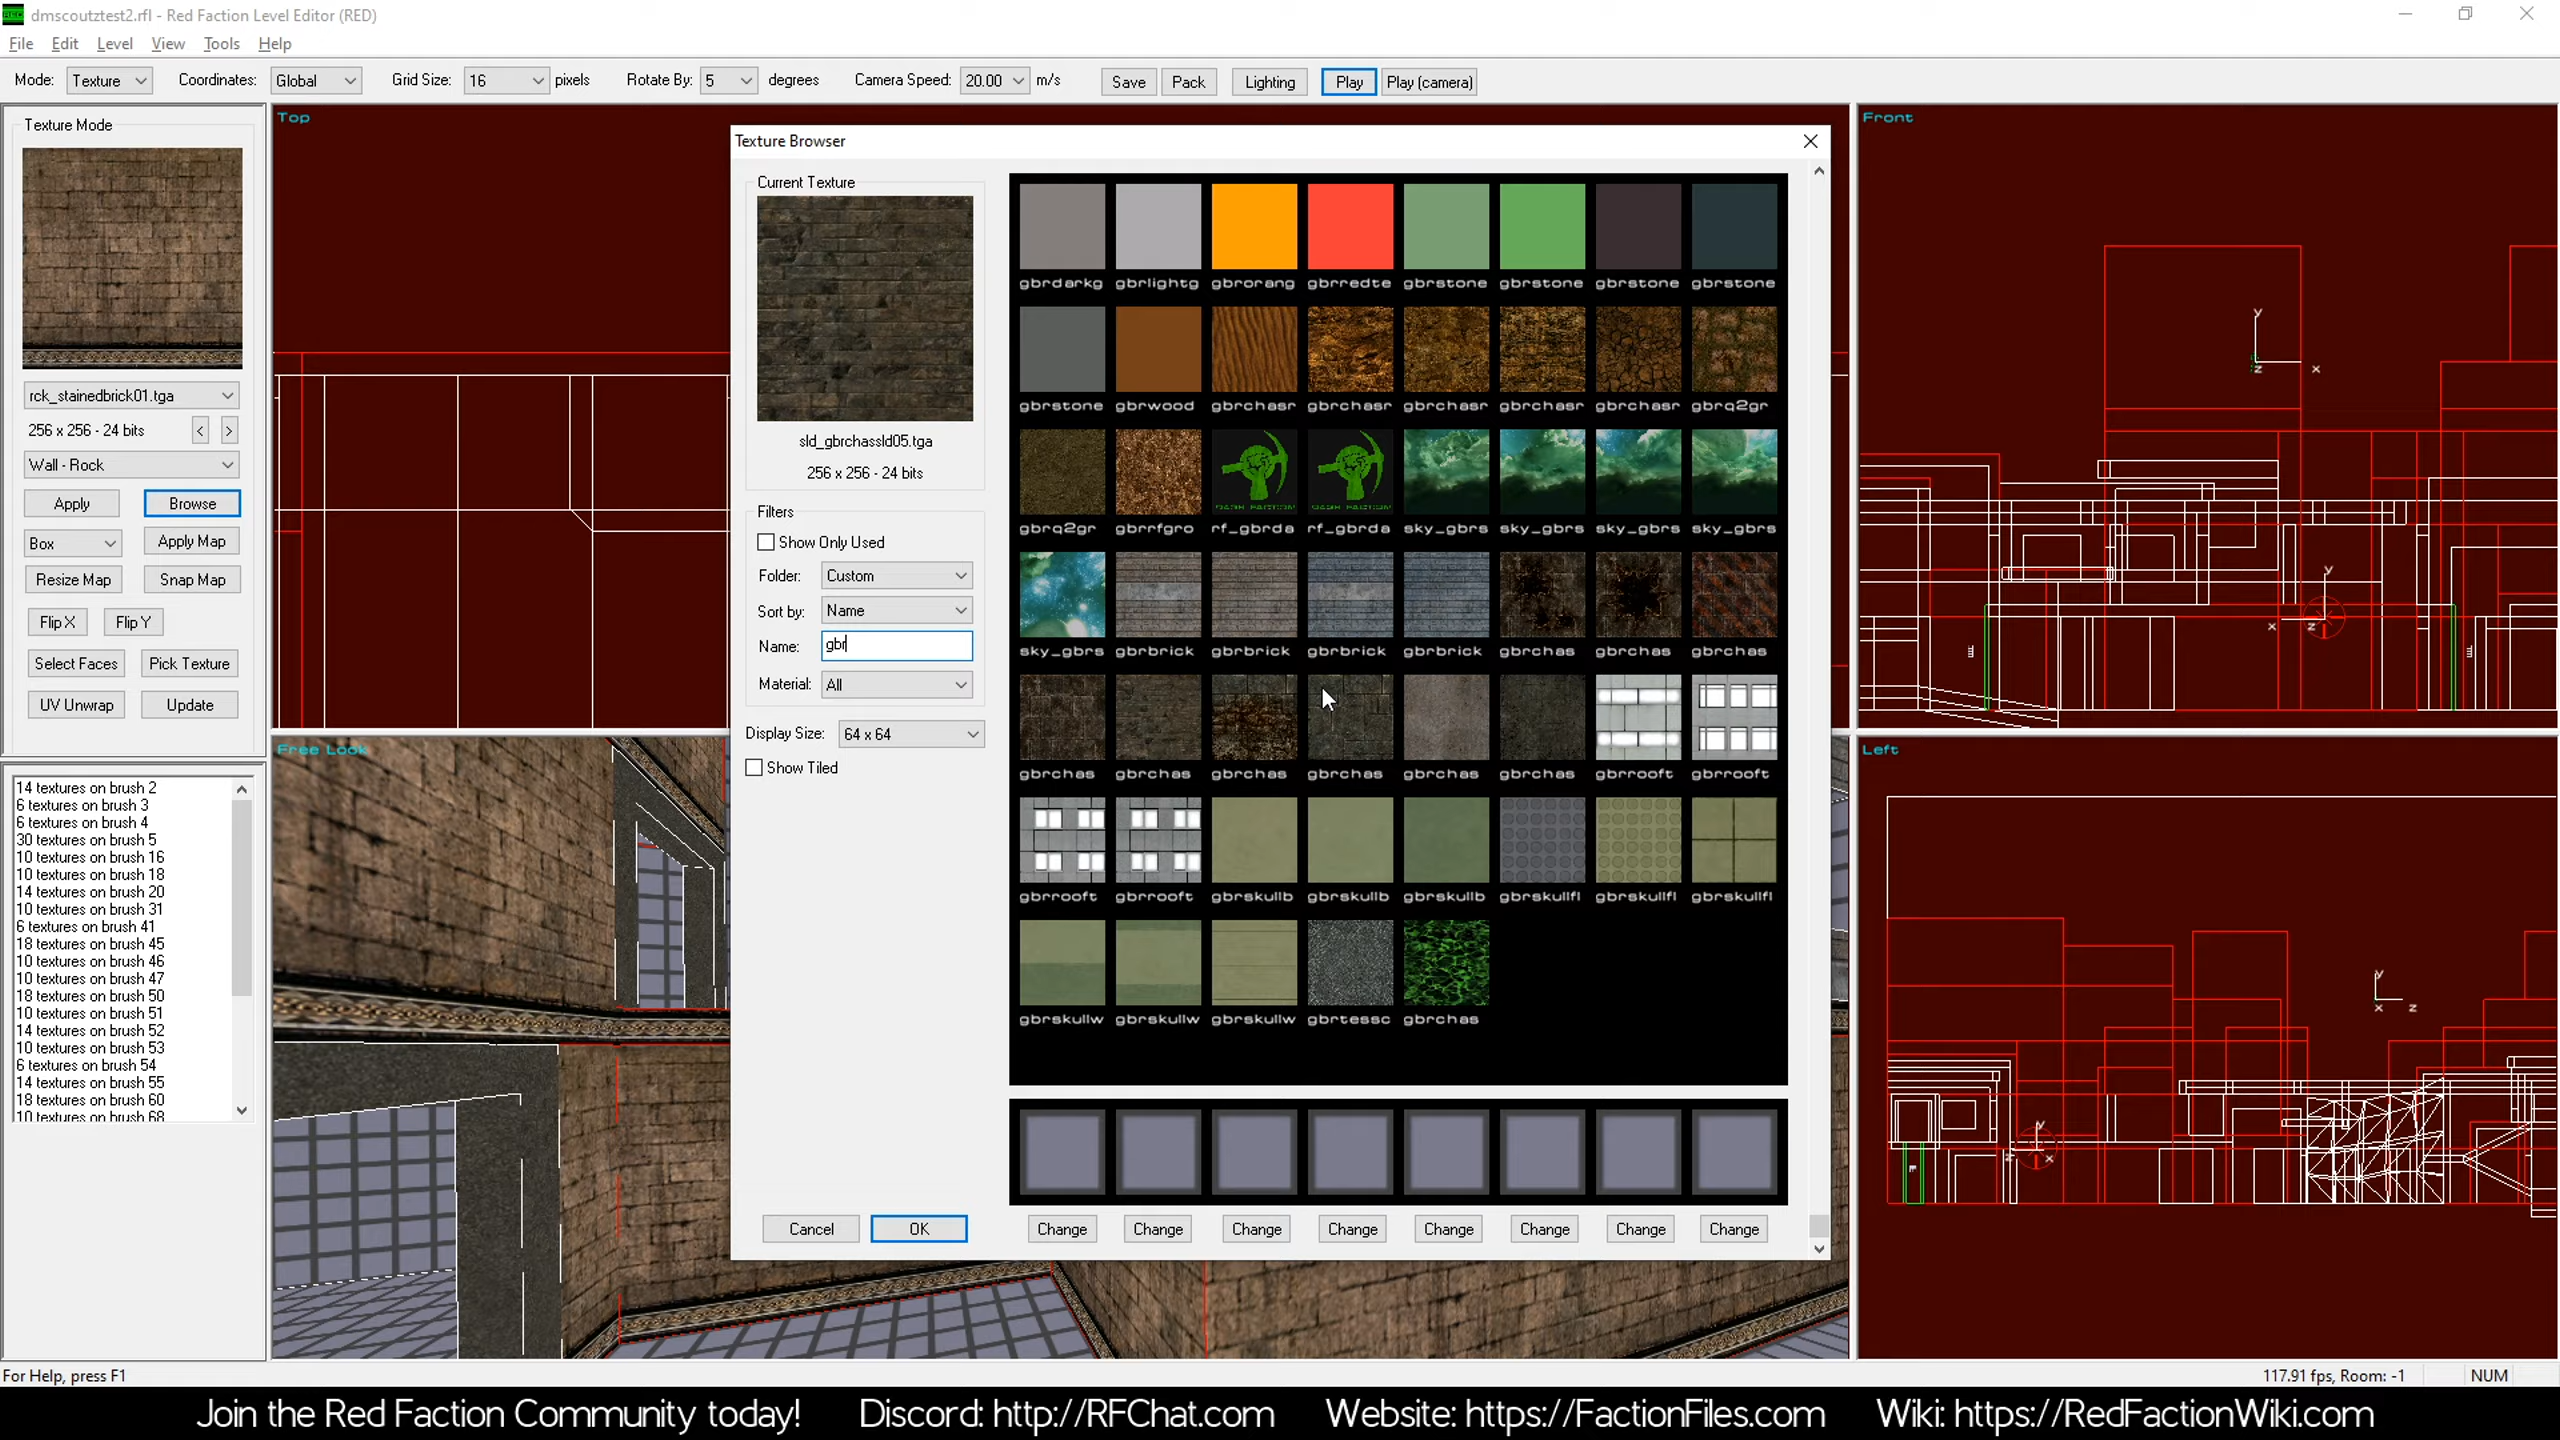 dmscoutztest2.rfl - Red Faction Level Editor (RED)
File Edit Level View Tools Help
Mode: Texture Coordinates: Global Grid Size: 16 pixels Rotate By: 5 degrees Camera Speed: 20.00 m/s Save Pack Lighting Play Play (camera)
Texture Mode
rck_stainedbrick01.tga
256 x 256 - 24 bits < >
Wall - Rock
Apply Browse
Box Apply Map
Resize Map Snap Map
Flip X Flip Y
Select Faces Pick Texture
UV Unwrap Update
14 textures on brush 2
6 textures on brush 3
6 textures on brush 4
30 textures on brush 5
10 textures on brush 16
10 textures on brush 18
14 textures on brush 20
10 textures on brush 31
6 textures on brush 41
18 textures on brush 45
10 textures on brush 46
10 textures on brush 47
18 textures on brush 50
10 textures on brush 51
14 textures on brush 52
10 textures on brush 53
6 textures on brush 54
14 textures on brush 55
18 textures on brush 60
10 textures on brush 68
Top
Front
Free Look
Left
y
x
z
y
x
z
y
x
z
y
z
x
Texture Browser
Current Texture
sld_gbrchassld05.tga
256 x 256 - 24 bits
Filters
Show Only Used
Folder: Custom
Sort by: Name
Name: gbr
Material: All
Display Size: 64 x 64
Show Tiled
Cancel OK
gbrdarkg gbrlightg gbrorang gbrredte gbrstone gbrstone gbrstone gbrstone
gbrstone gbrwood gbrchasr gbrchasr gbrchasr gbrchasr gbrchasr gbrq2gr
gbrq2gr gbrrfgro rf_gbrda rf_gbrda sky_gbrs sky_gbrs sky_gbrs sky_gbrs
sky_gbrs gbrbrick gbrbrick gbrbrick gbrbrick gbrchas gbrchas gbrchas
gbrchas gbrchas gbrchas gbrchas gbrchas gbrchas gbrrooft gbrrooft
gbrrooft gbrrooft gbrskullb gbrskullb gbrskullb gbrskullfl gbrskullfl gbrskullfl
gbrskullw gbrskullw gbrskullw gbrtessc gbrchas
Change Change Change Change Change Change Change Change
For Help, press F1
117.91 fps, Room: -1 NUM
Join the Red Faction Community today! Discord: http://RFChat.com Website: https://FactionFiles.com Wiki: https://RedFactionWiki.com